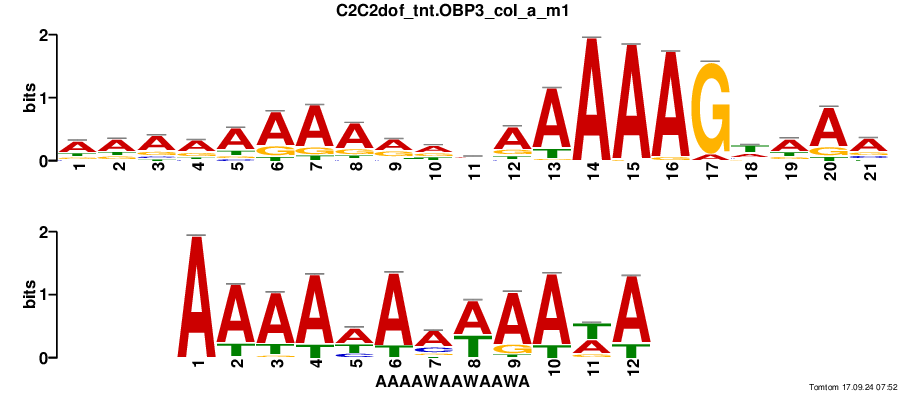 C2C2dof_tnt.OBP3_col_a_m1
2
1
0
bits
1 2 3 4 5 6 7 8 9 10 11 12 13 14 15 16 17 18 19 20 21
2
1
0
bits
1 2 3 4 5 6 7 8 9 10 11 12
AAAAWAAWAAWA
Tomtom 17.09.24 07:52